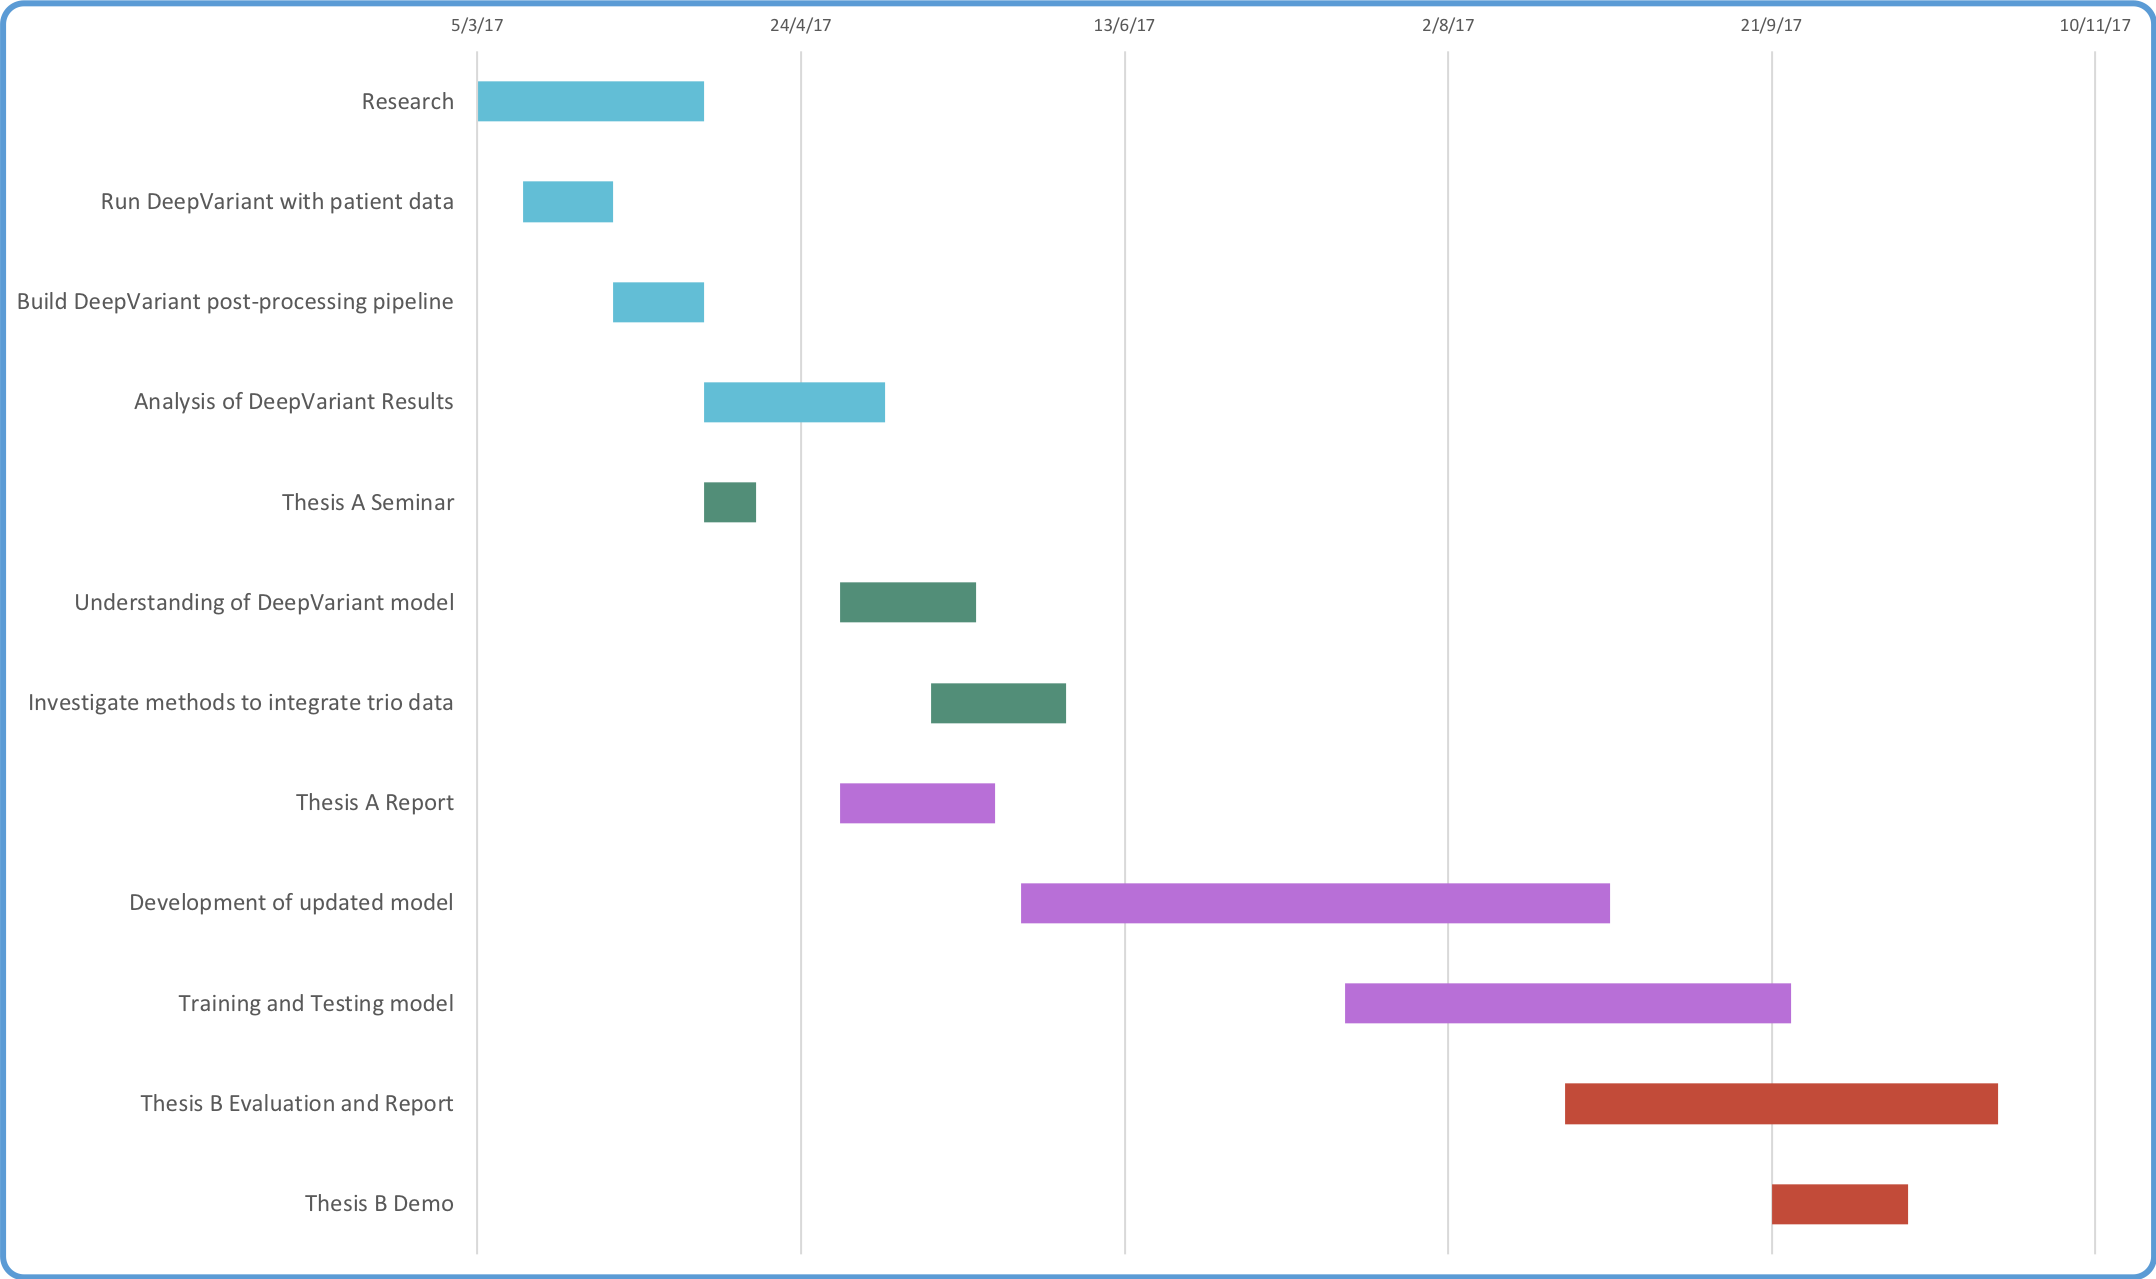 5/3/17 24/4/17 13/6/17 2/8/17 21/9/17 10/11/17
Research
Run DeepVariant with patient data
Build DeepVariant post-processing pipeline
Analysis of DeepVariant Results
Thesis A Seminar
Understanding of DeepVariant model
Investigate methods to integrate trio data
Thesis A Report
Development of updated model
Training and Testing model
Thesis B Evaluation and Report
Thesis B Demo